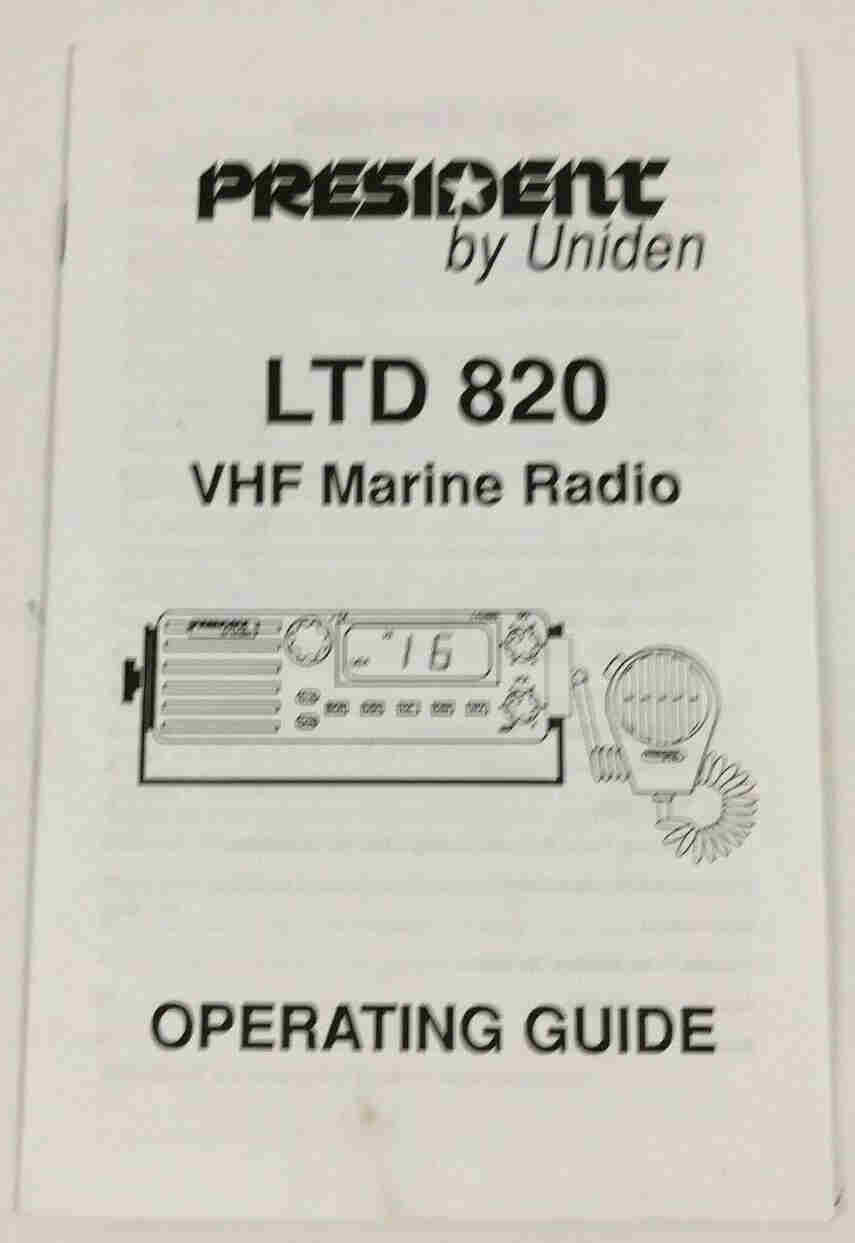 PRESIDENT
by Uniden
LTD 820
VHF Marine Radio
16
OPERATING GUIDE